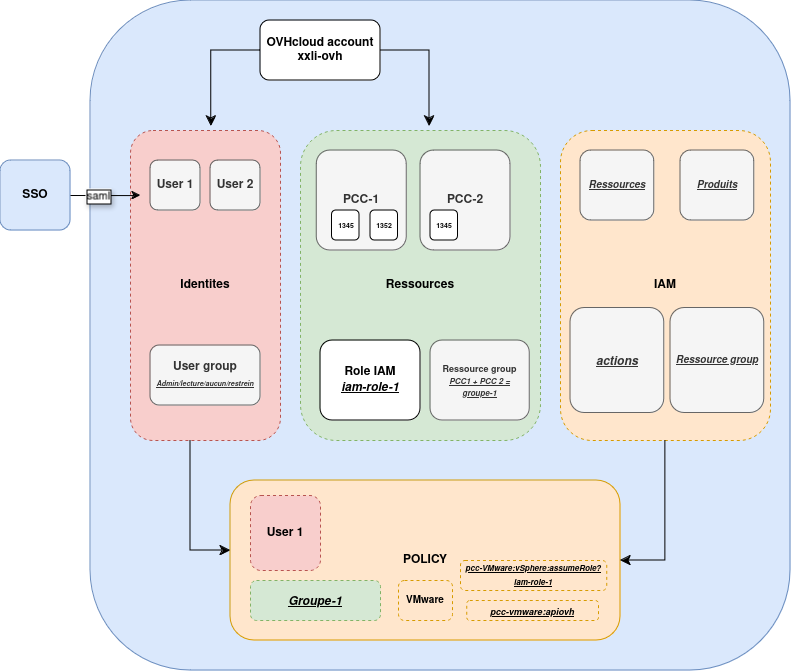 OVHcloud account
xxli-ovh
SSO
saml
User 1
User 2
Identites
User group
Admin/lecture/aucun/restrein
PCC-1
1345
1352
PCC-2
1345
Ressources
Role IAM
iam-role-1
Ressource group
PCC1 + PCC 2 =
groupe-1
Ressources
Produits
IAM
actions
Ressource group
User 1
Groupe-1
POLICY
VMware
pcc-VMware:vSphere:assumeRole?
iam-role-1
pcc-vmware:apiovh